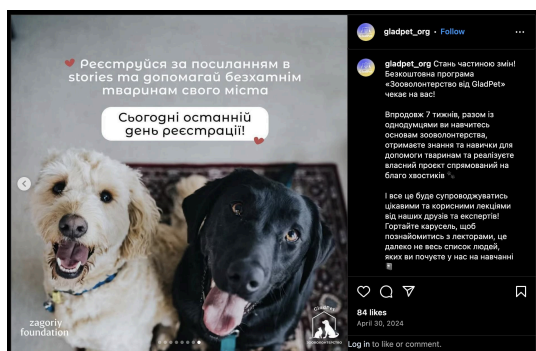 Реєструйся за посиланням в
stories та допомагай безхатнім
тваринам свого міста
Сьогодні останній
день реєстрації!
zagoriy
foundation
GladPet
ЗООВОЛОНТЕРСТВО
gladpet_org • Follow
gladpet_org Стань частиною змін!
Безкоштовна програма
«Зооволонтерство від GladPet»
чекає на вас!
Впродовж 7 тижнів, разом із
однодумцями ви навчитесь
основам зооволонтерства,
отримаєте знання та навички для
допомоги тваринам та реалізуєте
власний проєкт спрямований на
благо хвостиків
І все це буде супроводжуватись
цікавими та корисними лекціями
від наших друзів та експертів!
Гортайте карусель, щоб
познайомитись з лекторами, це
далеко не весь список людей,
яких ви почуєте у нас на навчанні
84 likes
April 30, 2024
Log in to like or comment.